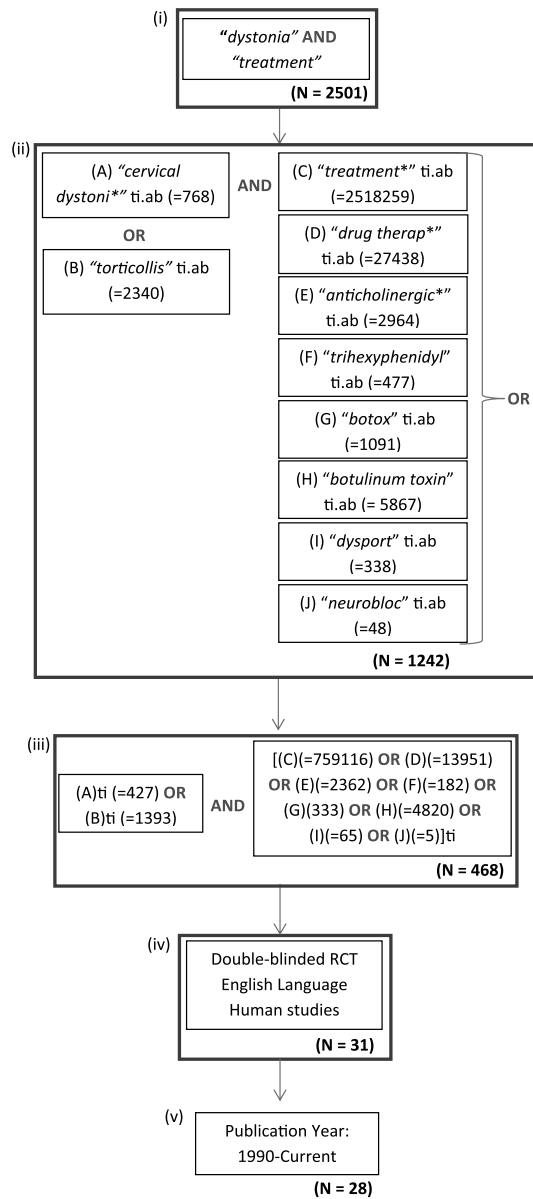 (i)
“dystonia” AND
“treatment”
(N = 2501)
(ii)
(A) “cervical
dystoni*” ti.ab (=768)
OR
(B) “torticollis” ti.ab
(=2340)
AND
(C) “treatment*” ti.ab
(=2518259)
(D) “drug therap*”
ti.ab (=27438)
(E) “anticholinergic*”
ti.ab (=2964)
(F) “trihexyphenidyl”
ti.ab (=477)
(G) “botox” ti.ab
(=1091)
(H) “botulinum toxin”
ti.ab (= 5867)
(I) “dysport” ti.ab
(=338)
(J) “neurobloc” ti.ab
(=48)
OR
(N = 1242)
(iii)
(A)ti (=427) OR
(B)ti (=1393)
AND
[(C)(=759116) OR (D)(=13951)
OR (E)(=2362) OR (F)(=182) OR
(G)(333) OR (H)(=4820) OR
(I)(=65) OR (J)(=5)]ti
(N = 468)
(iv)
Double-blinded RCT
English Language
Human studies
(N = 31)
(v)
Publication Year:
1990-Current
(N = 28)